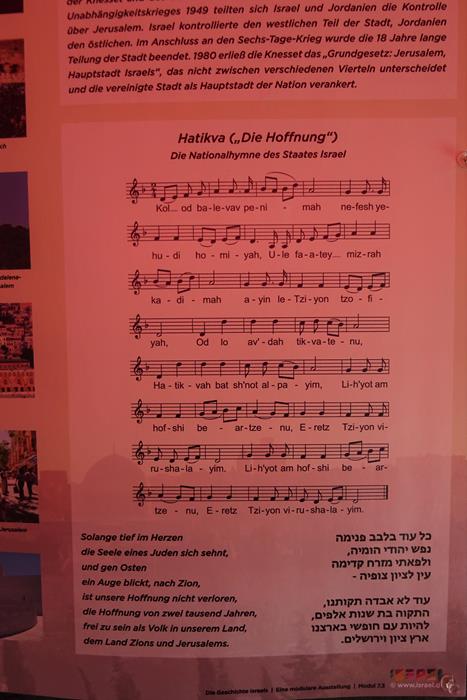 Unabhängigkeitskrieges 1949 teilten sich Israel und Jordanien die Kontrolle
über Jerusalem. Israel kontrollierte den westlichen Teil der Stadt, Jordanien
den östlichen. Im Anschluss an den Sechs-Tage-Krieg wurde die 18 Jahre lange
Teilung der Stadt beendet. 1980 erließ die Knesset das „Grundgesetz: Jerusalem,
Hauptstadt Israels“, das nicht zwischen verschiedenen Vierteln unterscheidet
und die vereinigte Stadt als Hauptstadt der Nation verankert.
Hatikva („Die Hoffnung“)
Die Nationalhymne des Staates Israel
Kol... od ba-le-vav pe-ni - mah ne-fesh ye-
hu - di ho - mi - yah, U-le fa-a-tey... miz-rah
ka - di - mah a-yin le-Tzi-yon tzo - fi -
yah, Od lo av'-dah tik-va-te-nu,
Ha-tik-vah bat sh'not al-pa-yim, Li-h'yot am
hof-shi be - ar-tze-nu, E-retz Tzi-yon vi-
ru-sha-la-yim. Li-h'yot am hof-shi be - ar-
tze-nu, E-retz Tzi-yon vi-ru-sha-la-yim.
Solange tief im Herzen
die Seele eines Juden sich sehnt,
und gen Osten
ein Auge blickt, nach Zion,
ist unsere Hoffnung nicht verloren,
die Hoffnung von zwei tausend Jahren,
frei zu sein als Volk in unserem Land,
dem Land Zions und Jerusalems.
כל עוד בלבב פנימה
נפש יהודי הומיה,
ולפאתי מזרח קדימה
עין לציון צופיה -
עוד לא אבדה תקותנו,
התקוה בת שנות אלפים,
להיות עם חופשי בארצנו
ארץ ציון וירושלים.
Die Geschichte Israels | Eine modulare Ausstellung | Modul 7.3